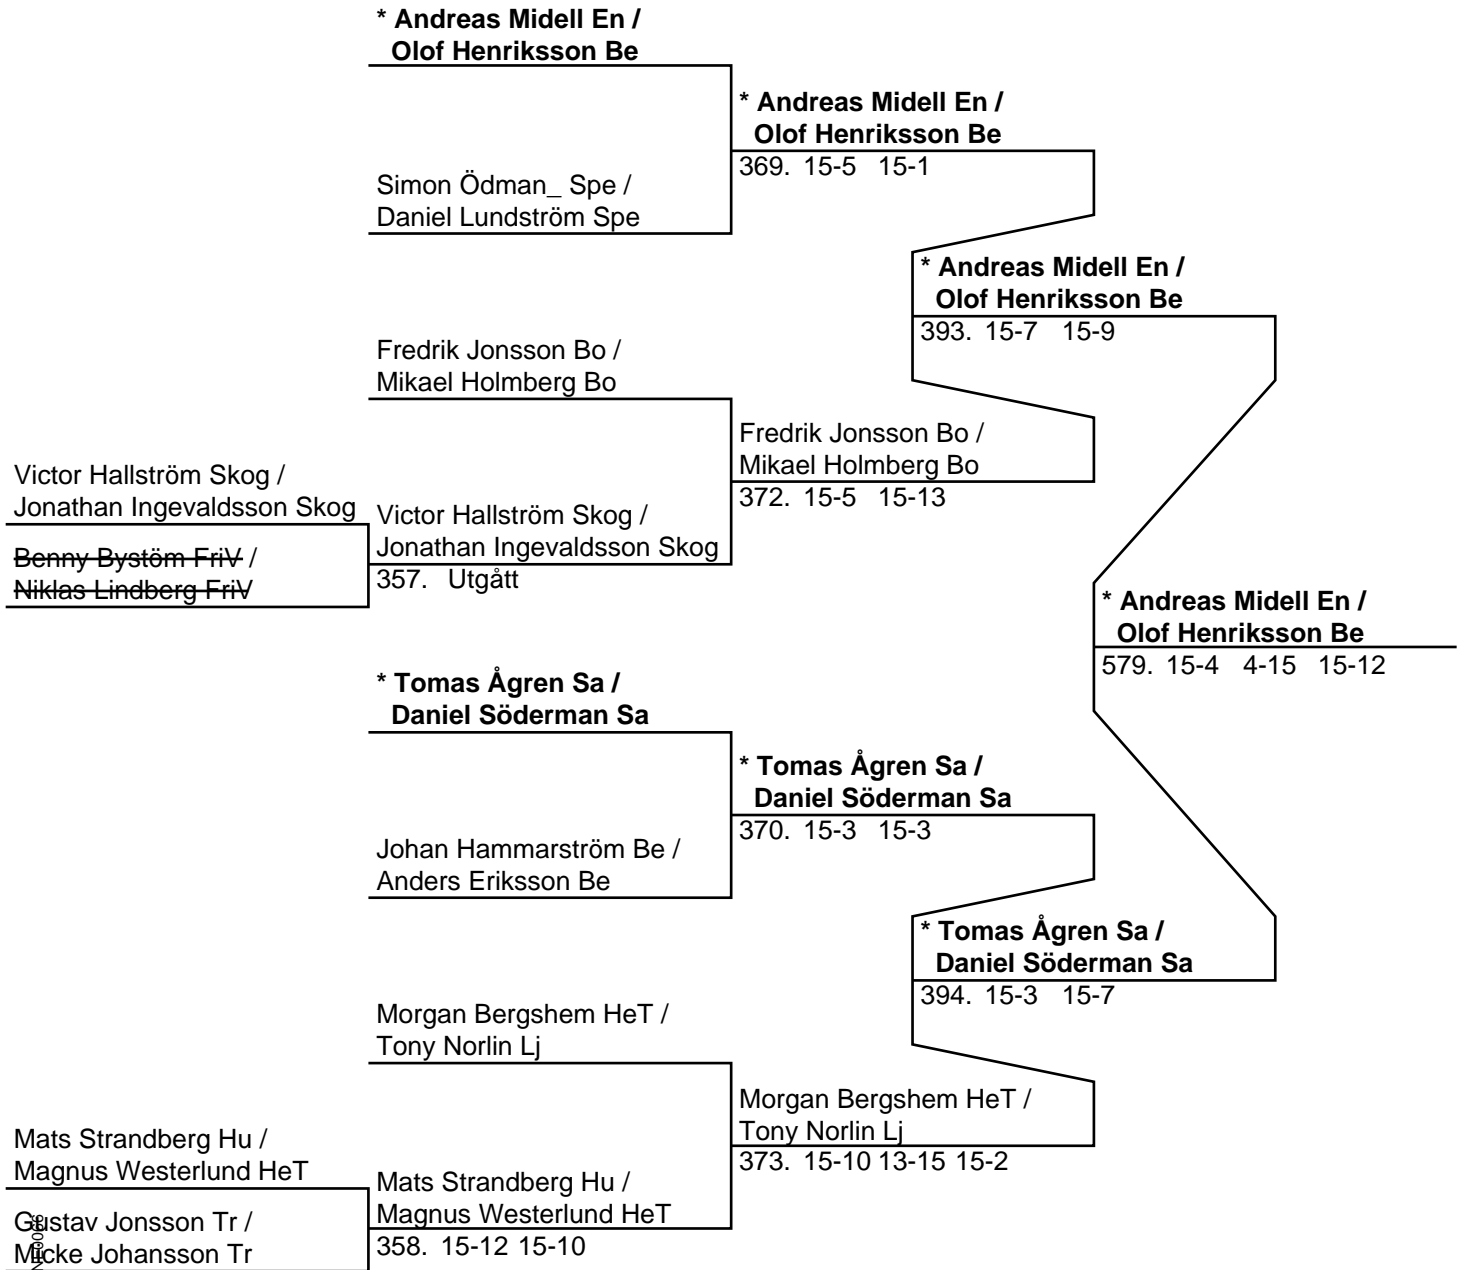 * Andreas Midell En /
Olof Henriksson Be
* Andreas Midell En /
Olof Henriksson Be
369. 15-5 15-1
Simon Ödman_ Spe /
Daniel Lundström Spe
* Andreas Midell En /
Olof Henriksson Be
393. 15-7 15-9
Fredrik Jonsson Bo /
Mikael Holmberg Bo
Fredrik Jonsson Bo /
Mikael Holmberg Bo
372. 15-5 15-13
Victor Hallström Skog /
Jonathan Ingevaldsson Skog
Victor Hallström Skog /
Jonathan Ingevaldsson Skog
357. Utgått
Benny Byström FriV /
Niklas Lindberg FriV
* Andreas Midell En /
Olof Henriksson Be
579. 15-4 4-15 15-12
* Tomas Ågren Sa /
Daniel Söderman Sa
* Tomas Ågren Sa /
Daniel Söderman Sa
370. 15-3 15-3
Johan Hammarström Be /
Anders Eriksson Be
* Tomas Ågren Sa /
Daniel Söderman Sa
394. 15-3 15-7
Morgan Bergshem HeT /
Tony Norlin Lj
Morgan Bergshem HeT /
Tony Norlin Lj
373. 15-10 13-15 15-2
Mats Strandberg Hu /
Magnus Westerlund HeT
Mats Strandberg Hu /
Magnus Westerlund HeT
358. 15-12 15-10
Gustav Jonsson Tr /
Micke Johansson Tr